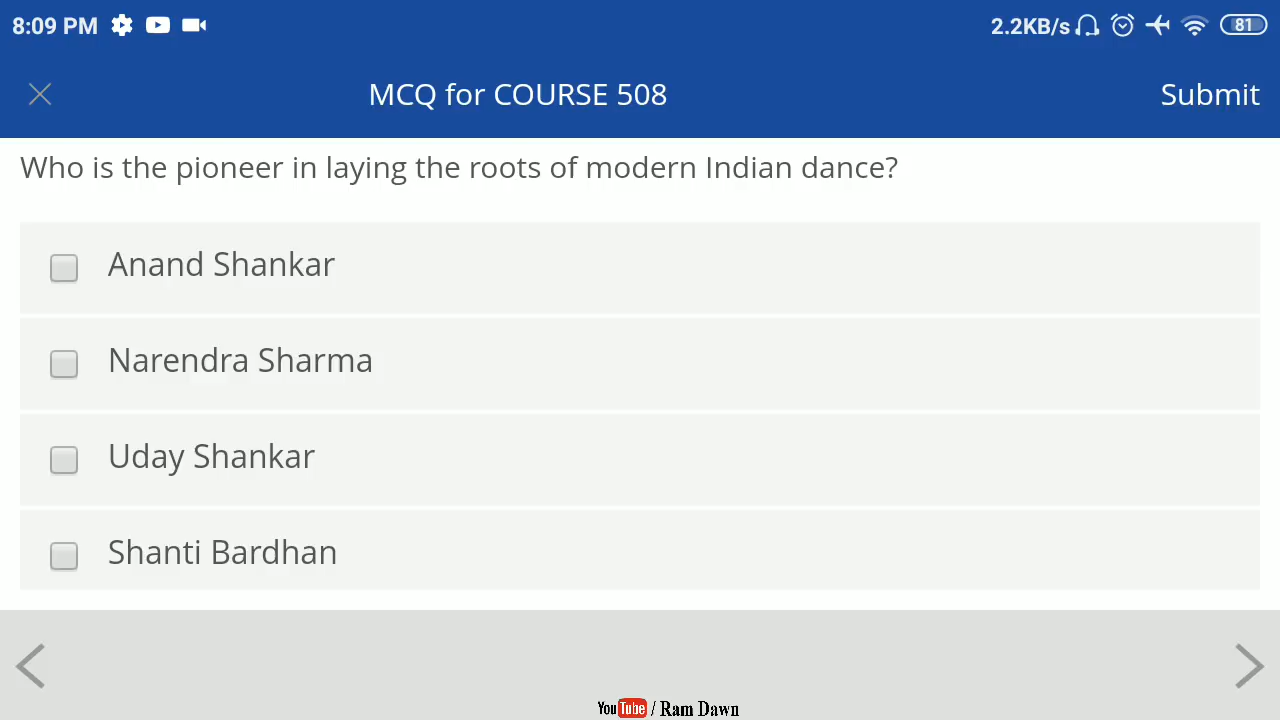 8:09 PM 2.2KB/s 81
MCQ for COURSE 508 Submit
Who is the pioneer in laying the roots of modern Indian dance?
Anand Shankar
Narendra Sharma
Uday Shankar
Shanti Bardhan
YouTube / Ram Dawn